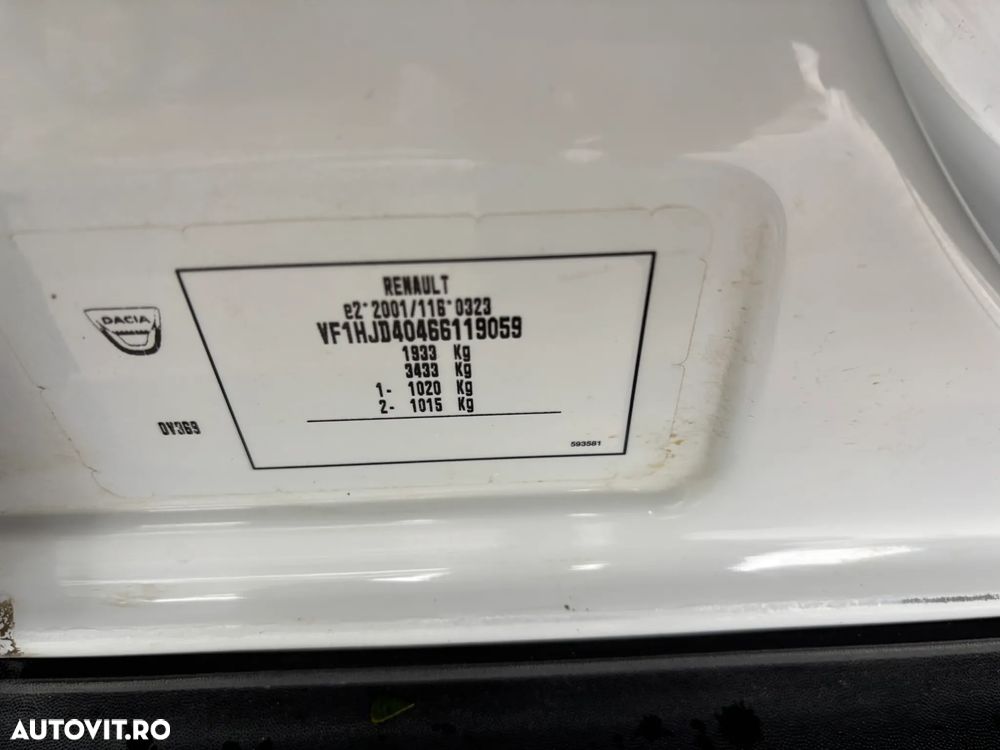 RENAULT
e2*2001/116*0323
VF1HJD40466119059
1933 Kg
3433 Kg
1- 1020 Kg
2- 1015 Kg
593581
DACIA
DV369
AUTOVIT.RO